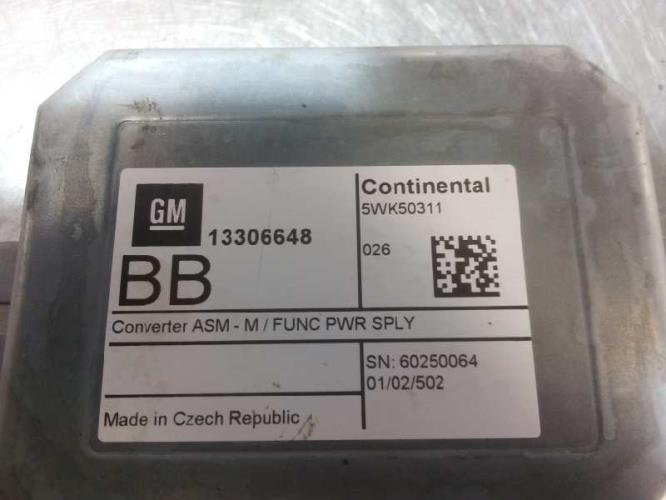 GM
13306648
BB
Continental
5WK50311
026
Converter ASM - M / FUNC PWR SPLY
SN: 60250064
01/02/502
Made in Czech Republic